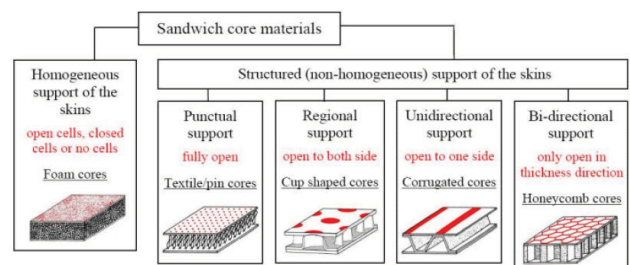 Sandwich core materials
Homogeneous
support of the
skins
open cells, closed
cells or no cells
Foam cores
Structured (non-homogeneous) support of the skins
Punctual
support
fully open
Textile/pin cores
Regional
support
open to both side
Cup shaped cores
Unidirectional
support
open to one side
Corrugated cores
Bi-directional
support
only open in
thickness direction
Honeycomb cores